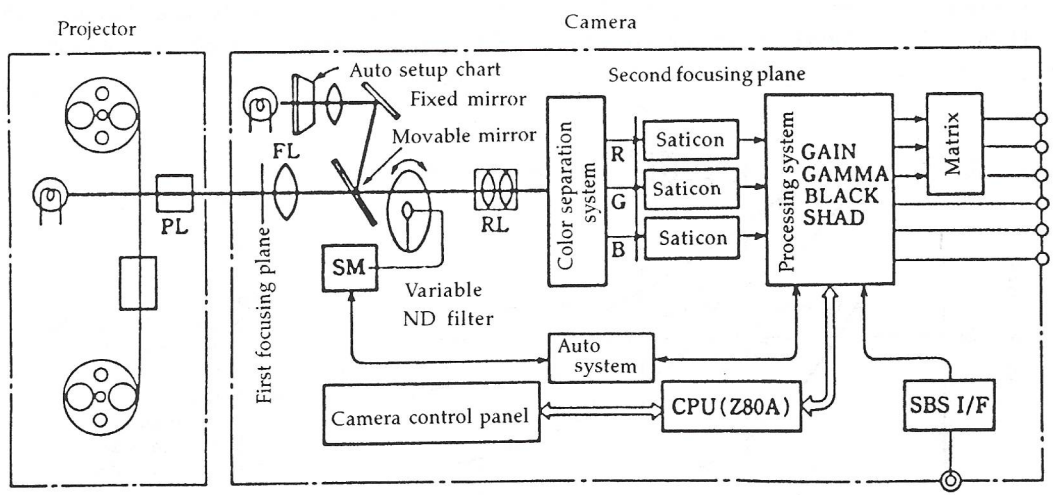 Projector
Camera
Auto setup chart
Fixed mirror
Second focusing plane
Movable mirror
FL
PL
RL
First focusing plane
SM
Variable
ND filter
Color separation
system
R
G
B
Saticon
Saticon
Saticon
Processing system
GAIN
GAMMA
BLACK
SHAD
Matrix
Auto
system
Camera control panel
CPU(Z80A)
SBS I/F